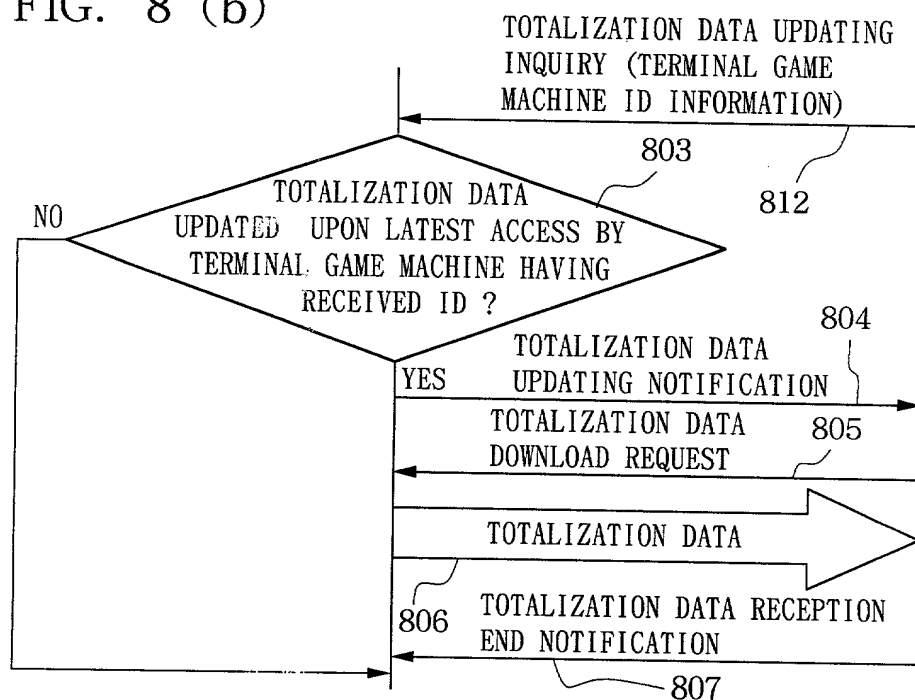 FIG. 8 (b)
TOTALIZATION DATA UPDATING
INQUIRY (TERMINAL GAME
MACHINE ID INFORMATION)
812
803
TOTALIZATION DATA
UPDATED UPON LATEST ACCESS BY
TERMINAL GAME MACHINE HAVING
RECEIVED ID ?
NO
YES
804
TOTALIZATION DATA
UPDATING NOTIFICATION
805
TOTALIZATION DATA
DOWNLOAD REQUEST
TOTALIZATION DATA
806
TOTALIZATION DATA RECEPTION
END NOTIFICATION
807